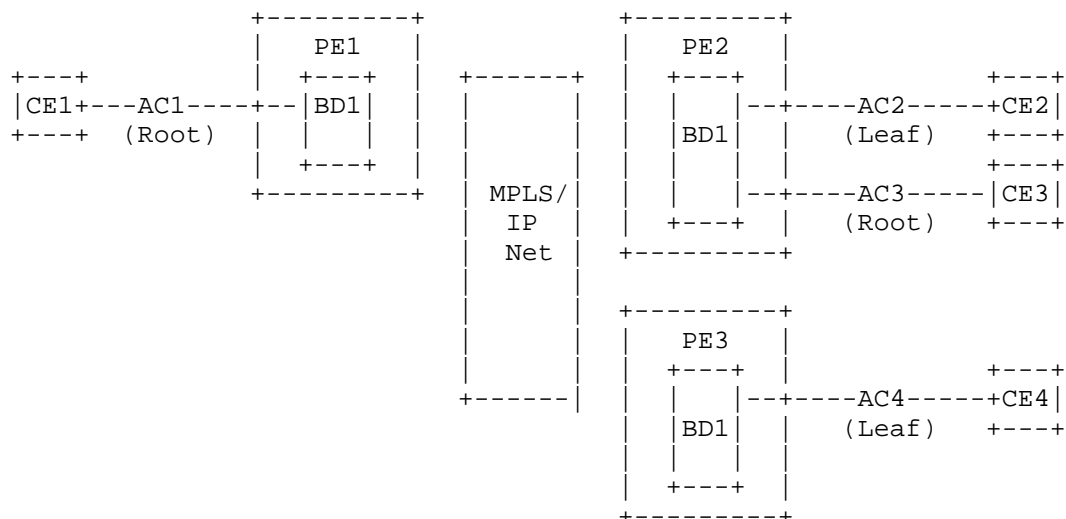 PE1 PE2
CE1 AC1 BD1 AC2 CE2
(Root) BD1 (Leaf)
MPLS/ AC3 CE3
IP (Root)
Net
PE3
AC4 CE4
BD1 (Leaf)